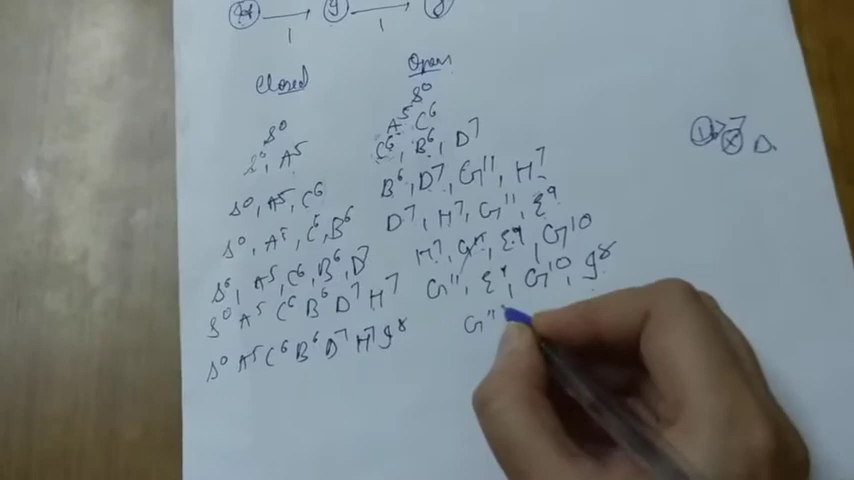 H → g → g
1 1
Closed Open
S⁰
S⁰ A⁵ C⁶
S⁰, A⁵ C⁶, B⁶, D⁷
S⁰, A⁵, C⁶ B⁶, D⁷, G¹¹, H⁷
S⁰, A⁵, C⁶, B⁶ D⁷, H⁷, G¹¹, E⁹
S⁰, A⁵, C⁶, B⁶, D⁷ H⁷, G¹¹, E⁹, G¹⁰
S⁰ A⁵ C⁶ B⁶ D⁷ H⁷ G¹¹, E⁹, G¹⁰, g⁸
S⁰ A⁵ C⁶ B⁶ D⁷ H⁷ g⁸ G¹¹